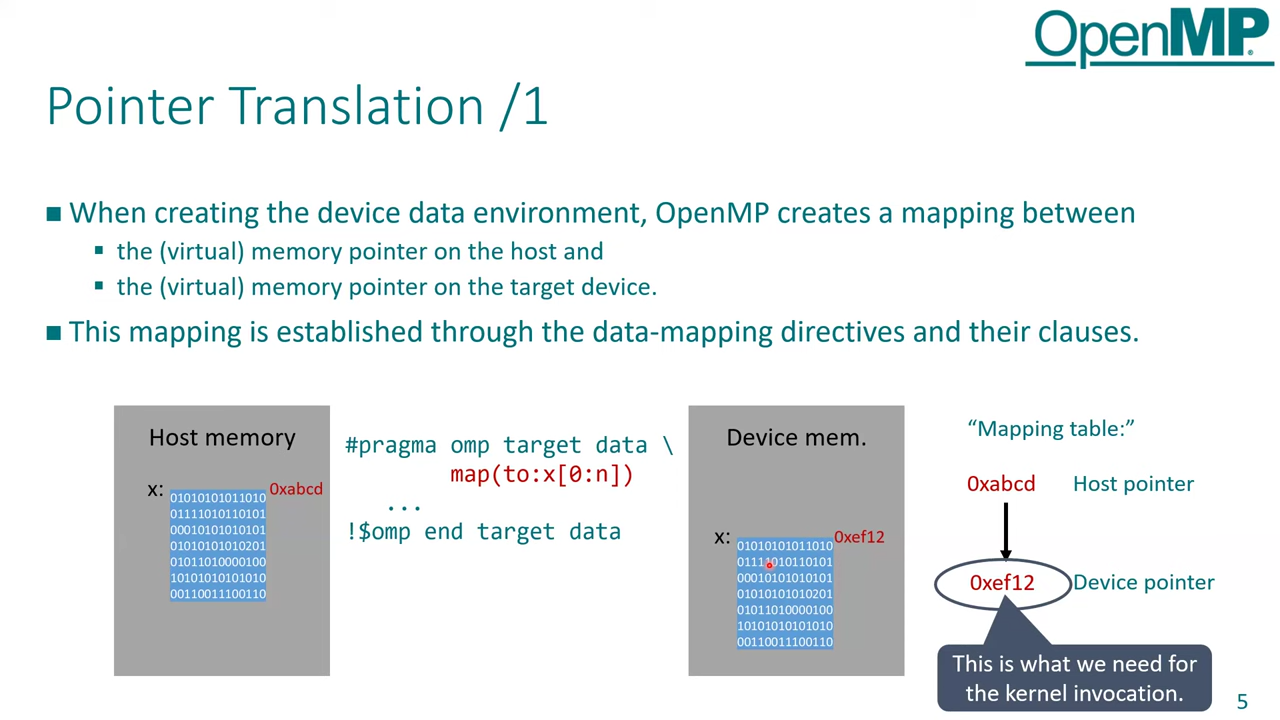 OpenMP
Pointer Translation /1
When creating the device data environment, OpenMP creates a mapping between
the (virtual) memory pointer on the host and
the (virtual) memory pointer on the target device.
This mapping is established through the data-mapping directives and their clauses.
Host memory
x:
0xabcd
01010101011010
01111010110101
00010101010101
01010101010201
01011010000100
10101010101010
00110011100110
#pragma omp target data \
map(to:x[0:n])
...
!$omp end target data
Device mem.
x:
0xef12
01010101011010
01111010110101
00010101010101
01010101010201
01011010000100
10101010101010
00110011100110
“Mapping table:”
0xabcd Host pointer
0xef12 Device pointer
This is what we need for
the kernel invocation.
5